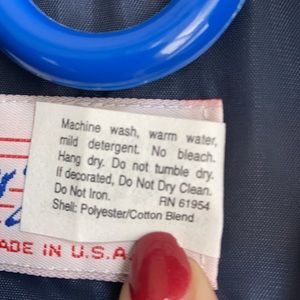 Machine wash, warm water,
mild detergent. No bleach.
Hang dry. Do not tumble dry.
If decorated, Do Not Dry Clean.
Do Not Iron. RN 61954
Shell: Polyester/Cotton Blend
ADE IN U.S.A.